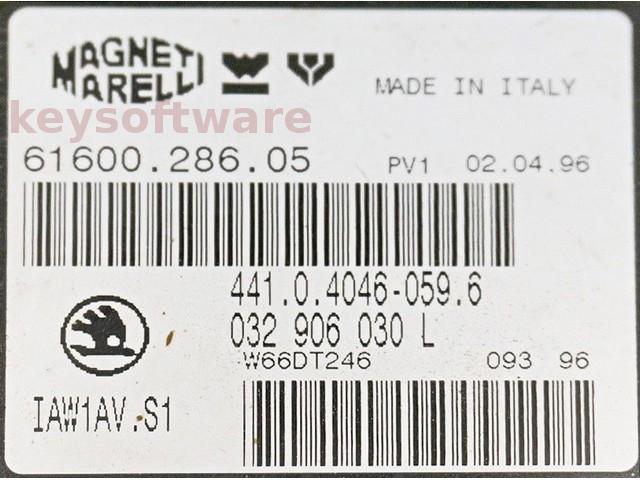 MAGNETI
MARELLI
MADE IN ITALY
keysoftware
61600.286.05 PV1 02.04.96
441.0.4046-059.6
032 906 030 L
W66DT246 093 96
IAW1AV.S1